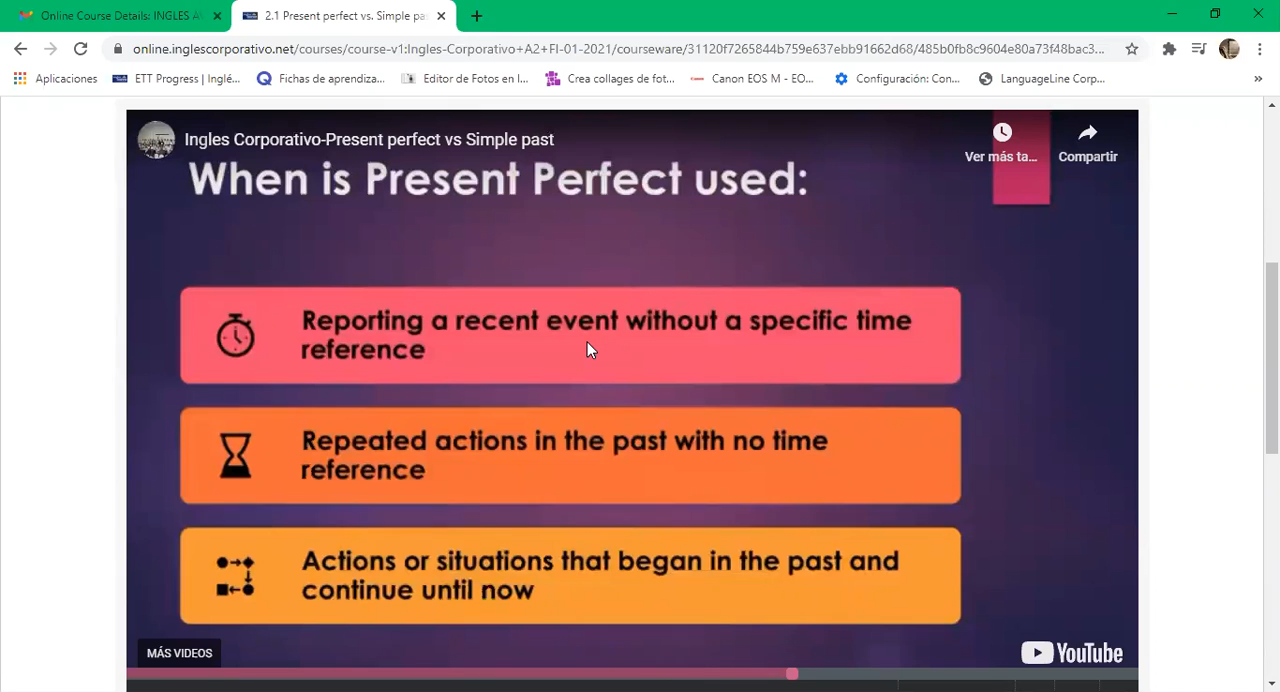 Online Course Details: INGLES A
2.1 Present perfect vs. Simple pa
online.inglescorporativo.net/courses/course-v1:Ingles-Corporativo+A2+FI-01-2021/courseware/31120f7265844b759e637ebb91662d68/485b0fb8c9604e80a73f48bac3...
Aplicaciones
ETT Progress | Inglé...
Fichas de aprendiza...
Editor de Fotos en l...
Crea collages de fot...
Canon EOS M - EO...
Configuración: Con...
LanguageLine Corp...
»
Ingles Corporativo-Present perfect vs Simple past
Ver más ta...
Compartir
When is Present Perfect used:
Reporting a recent event without a specific time
reference
Repeated actions in the past with no time
reference
Actions or situations that began in the past and
continue until now
MÁS VIDEOS
YouTube